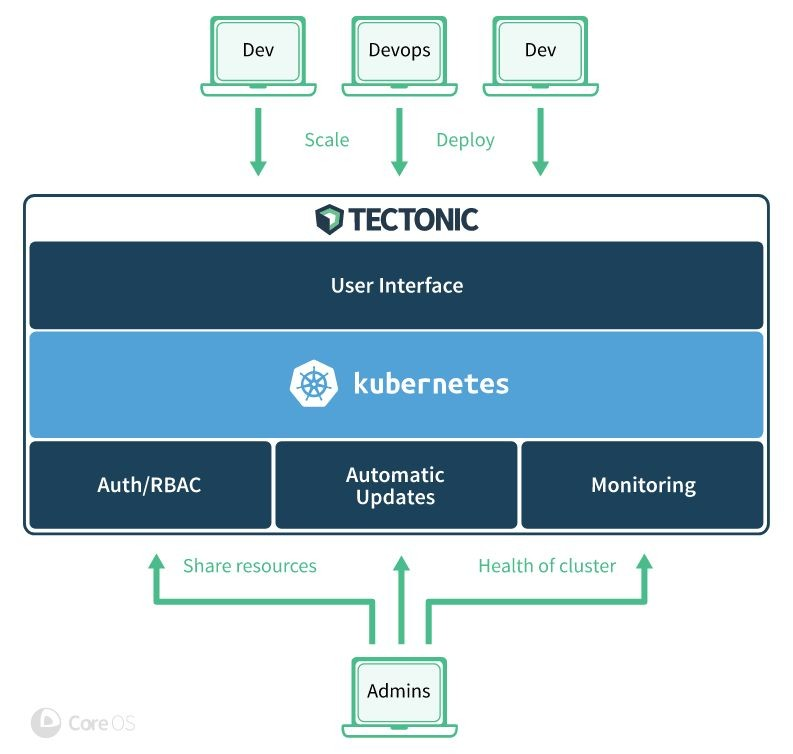 Dev
Devops
Dev
Scale
Deploy
TECTONIC
User Interface
kubernetes
Auth/RBAC
Automatic
Updates
Monitoring
Share resources
Health of cluster
Admins
CoreOS